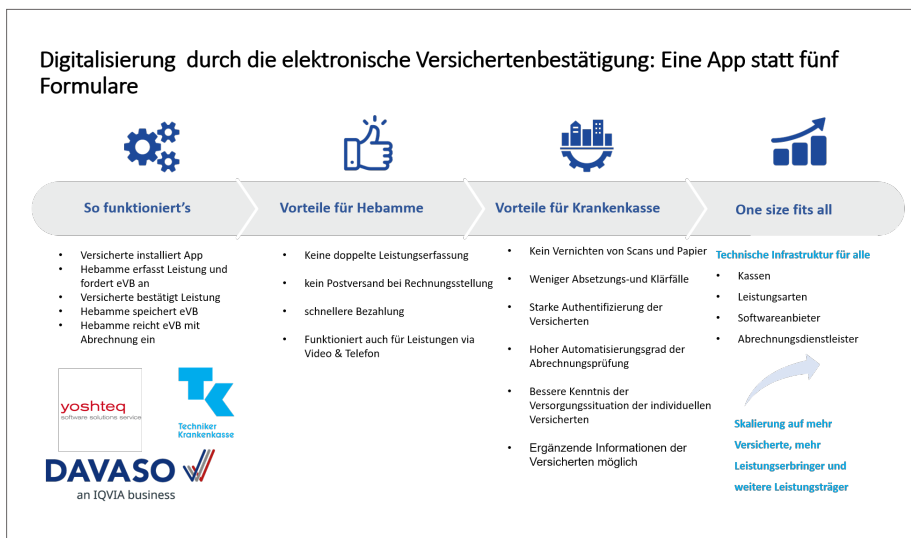 Digitalisierung durch die elektronische Versichertenbestätigung: Eine App statt fünf
Formulare
So funktioniert's
Vorteile für Hebamme
Vorteile für Krankenkasse
One size fits all
• Versicherte installiert App
• Hebamme erfasst Leistung und
fordert eVB an
• Versicherte bestätigt Leistung
• Hebamme speichert eVB
• Hebamme reicht eVB mit
Abrechnung ein
yoshteq
software solutions service
Techniker
Krankenkasse
DAVASO
an IQVIA business
• Keine doppelte Leistungserfassung
• kein Postversand bei Rechnungsstellung
• schnellere Bezahlung
• Funktioniert auch für Leistungen via
Video & Telefon
• Kein Vernichten von Scans und Papier
• Weniger Absetzungs-und Klärfälle
• Starke Authentifizierung der
Versicherten
• Hoher Automatisierungsgrad der
Abrechnungsprüfung
• Bessere Kenntnis der
Versorgungssituation der individuellen
Versicherten
• Ergänzende Informationen der
Versicherten möglich
Technische Infrastruktur für alle
• Kassen
• Leistungsarten
• Softwareanbieter
• Abrechnungsdienstleister
Skalierung auf mehr
Versicherte, mehr
Leistungserbringer und
weitere Leistungsträger